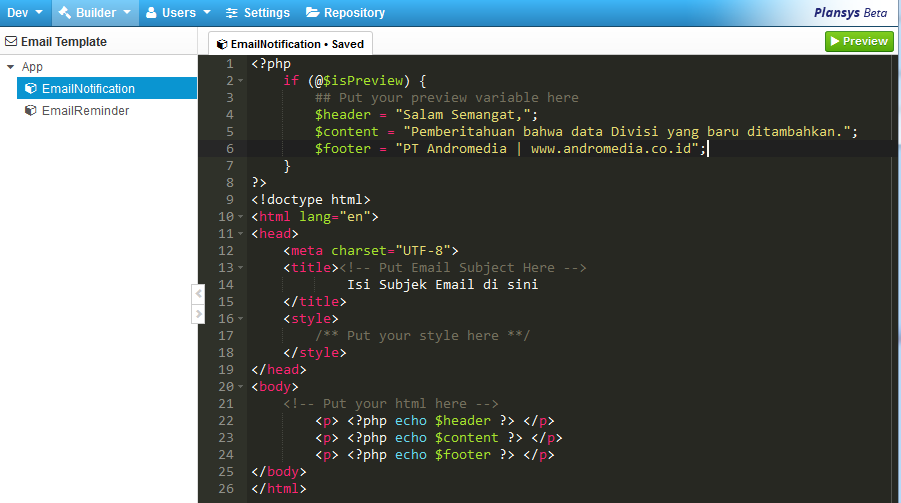 Dev Builder Users Settings Repository Plansys Beta
Email Template
EmailNotification • Saved
Preview
App
EmailNotification
EmailReminder
1 <?php
2 if (@$isPreview) {
3 ## Put your preview variable here
4 $header = "Salam Semangat,";
5 $content = "Pemberitahuan bahwa data Divisi yang baru ditambahkan.";
6 $footer = "PT Andromedia | www.andromedia.co.id";
7 }
8 ?>
9 <!doctype html>
10 <html lang="en">
11 <head>
12 <meta charset="UTF-8">
13 <title><!-- Put Email Subject Here -->
14 Isi Subjek Email di sini
15 </title>
16 <style>
17 /** Put your style here **/
18 </style>
19 </head>
20 <body>
21 <!-- Put your html here -->
22 <p> <?php echo $header ?> </p>
23 <p> <?php echo $content ?> </p>
24 <p> <?php echo $footer ?> </p>
25 </body>
26 </html>